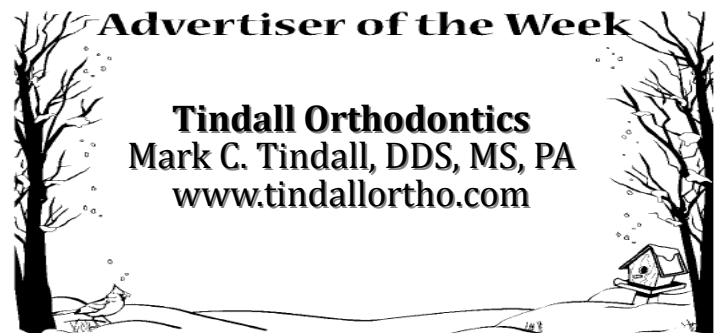 Advertiser of the Week
Tindall Orthodontics
Mark C. Tindall, DDS, MS, PA
www.tindallortho.com